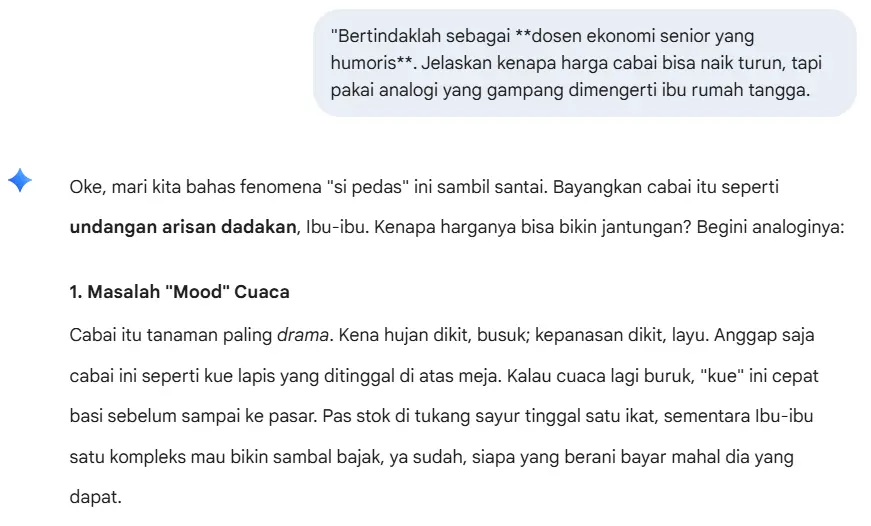 "Bertindaklah sebagai **dosen ekonomi senior yang
humoris**. Jelaskan kenapa harga cabai bisa naik turun, tapi
pakai analogi yang gampang dimengerti ibu rumah tangga.
Oke, mari kita bahas fenomena "si pedas" ini sambil santai. Bayangkan cabai itu seperti
undangan arisan dadakan, Ibu-ibu. Kenapa harganya bisa bikin jantungan? Begini analoginya:
1. Masalah "Mood" Cuaca
Cabai itu tanaman paling drama. Kena hujan dikit, busuk; kepanasan dikit, layu. Anggap saja
cabai ini seperti kue lapis yang ditinggal di atas meja. Kalau cuaca lagi buruk, "kue" ini cepat
basi sebelum sampai ke pasar. Pas stok di tukang sayur tinggal satu ikat, sementara Ibu-ibu
satu kompleks mau bikin sambal bajak, ya sudah, siapa yang berani bayar mahal dia yang
dapat.